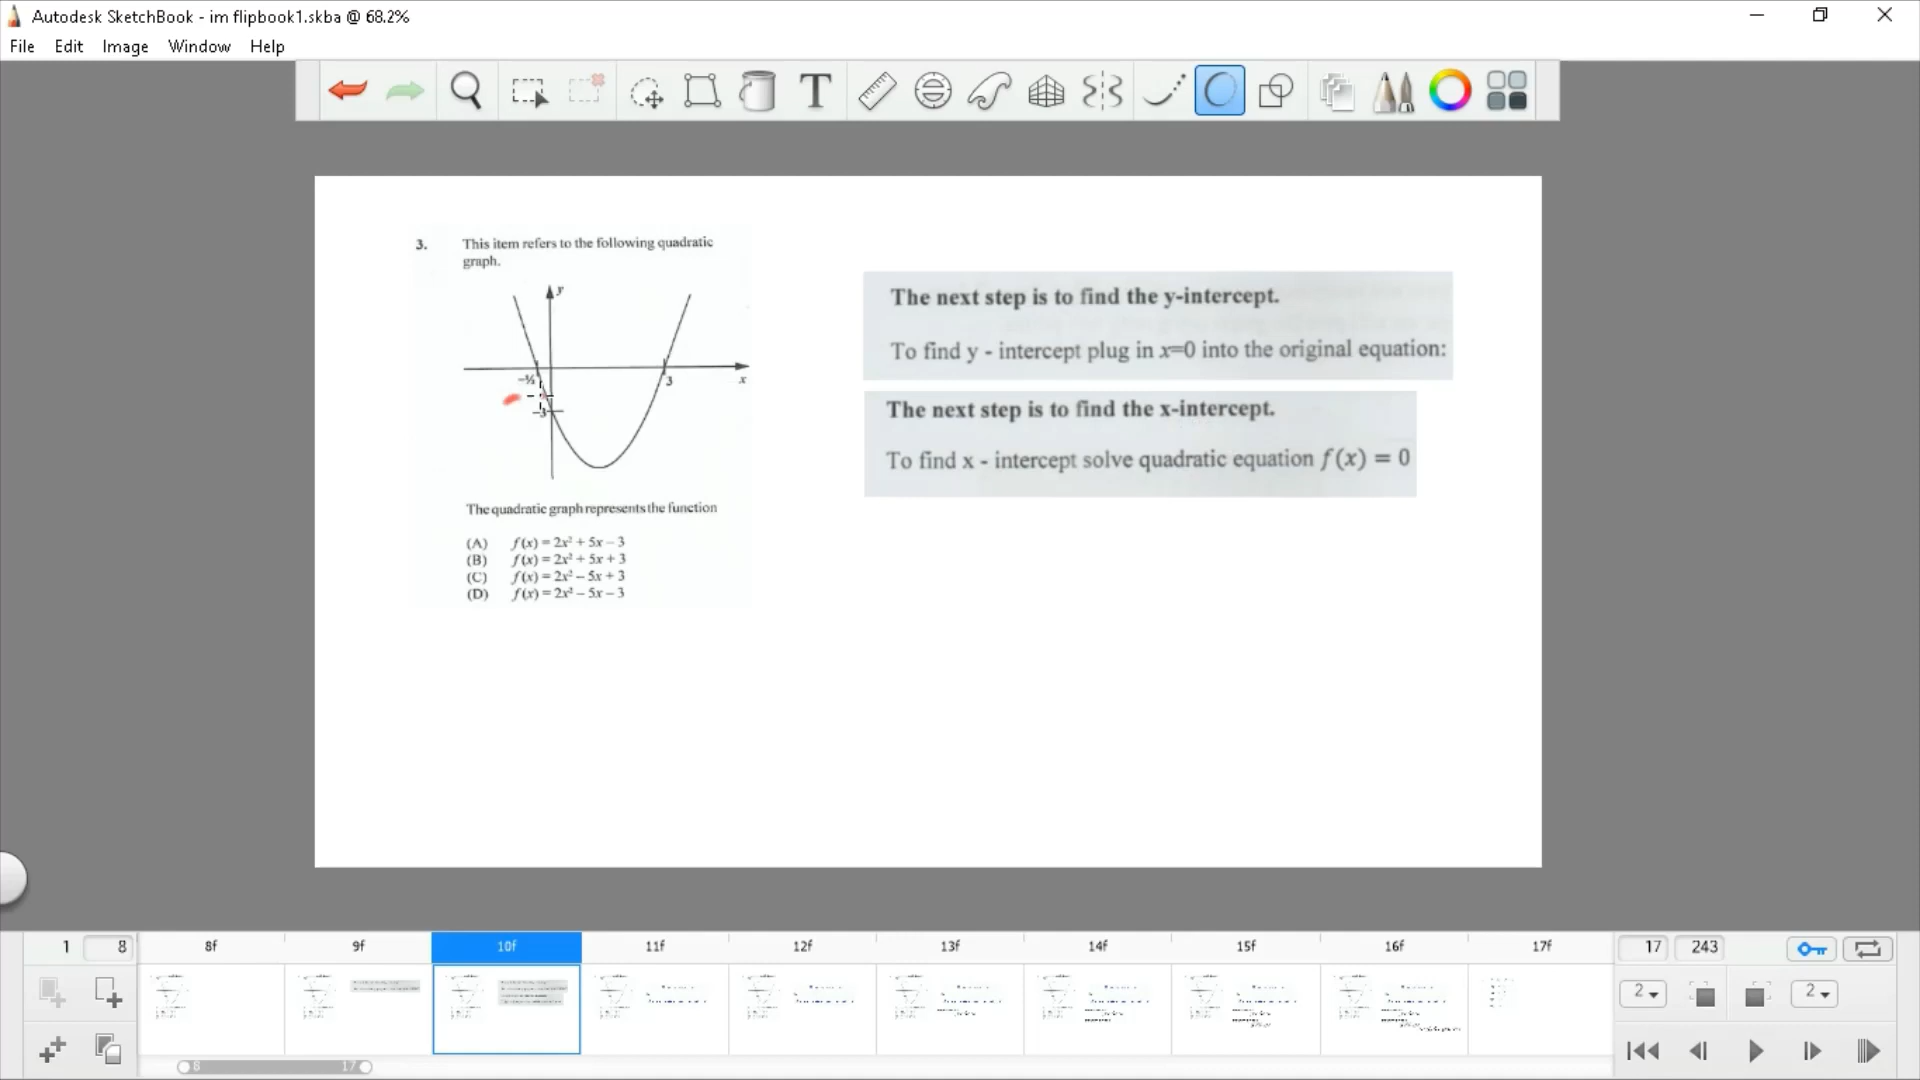 Autodesk SketchBook - im flipbook1.skba @ 68.2%
File Edit Image Window Help
T
3. This item refers to the following quadratic
graph.
y
-½
3
x
-3
The quadratic graph represents the function
(A) f(x) = 2x² + 5x – 3
(B) f(x) = 2x² + 5x + 3
(C) f(x) = 2x² – 5x + 3
(D) f(x) = 2x² – 5x – 3
The next step is to find the y-intercept.
To find y - intercept plug in x=0 into the original equation:
The next step is to find the x-intercept.
To find x - intercept solve quadratic equation f(x) = 0
1 8 8f 9f 10f 11f 12f 13f 14f 15f 16f 17f 17 243
2 2
8 17